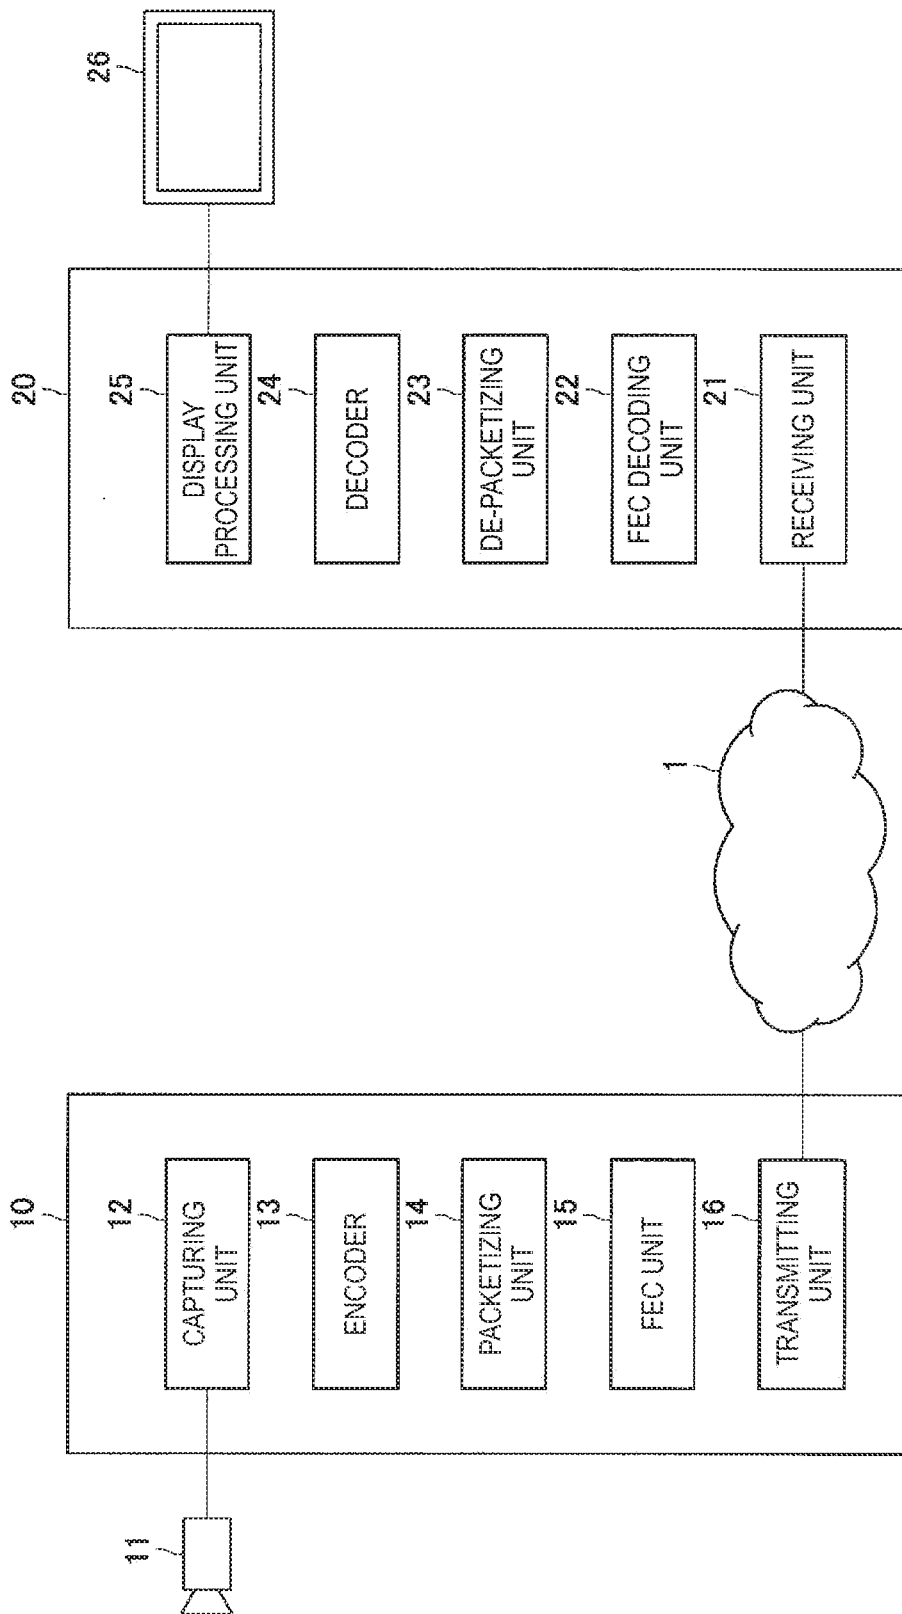 10
11
12
CAPTURING
UNIT
13
ENCODER
14
PACKETIZING
UNIT
15
FEC UNIT
16
TRANSMITTING
UNIT
1
20
25
DISPLAY
PROCESSING UNIT
24
DECODER
23
DE-PACKETIZING
UNIT
22
FEC DECODING
UNIT
21
RECEIVING UNIT
26